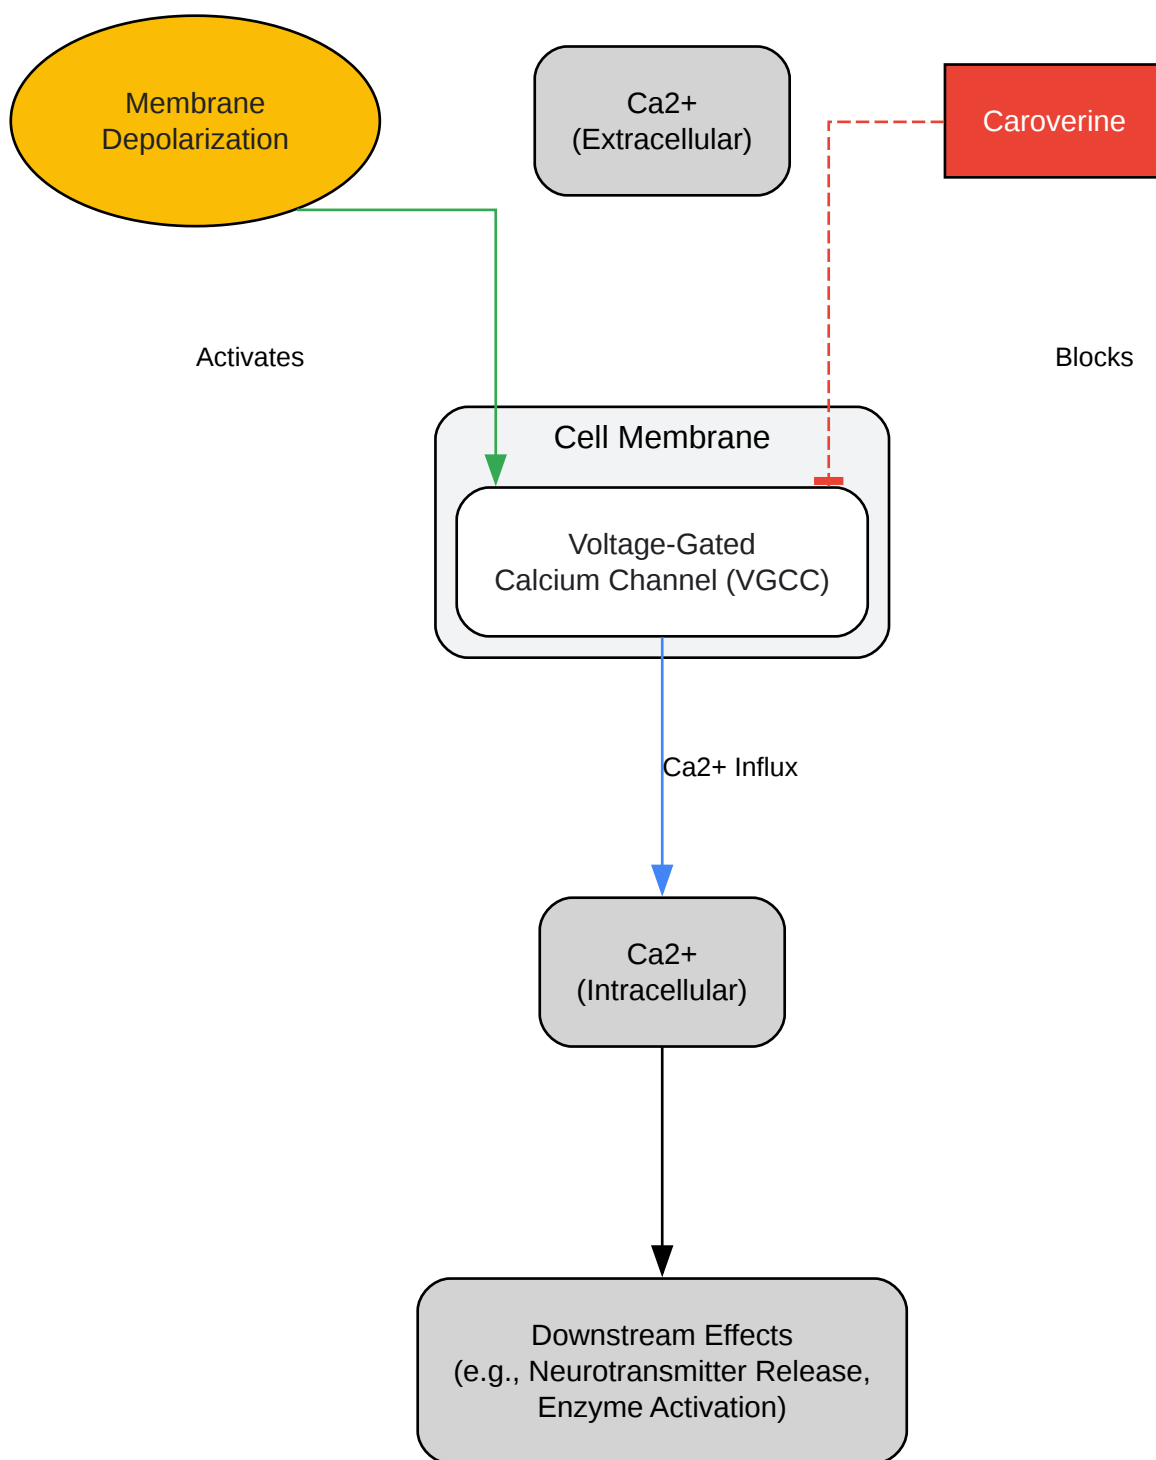 Membrane
Depolarization
Ca2+
(Extracellular)
Caroverine
Activates
Blocks
Cell Membrane
Voltage-Gated
Calcium Channel (VGCC)
Ca2+ Influx
Ca2+
(Intracellular)
Downstream Effects
(e.g., Neurotransmitter Release,
Enzyme Activation)